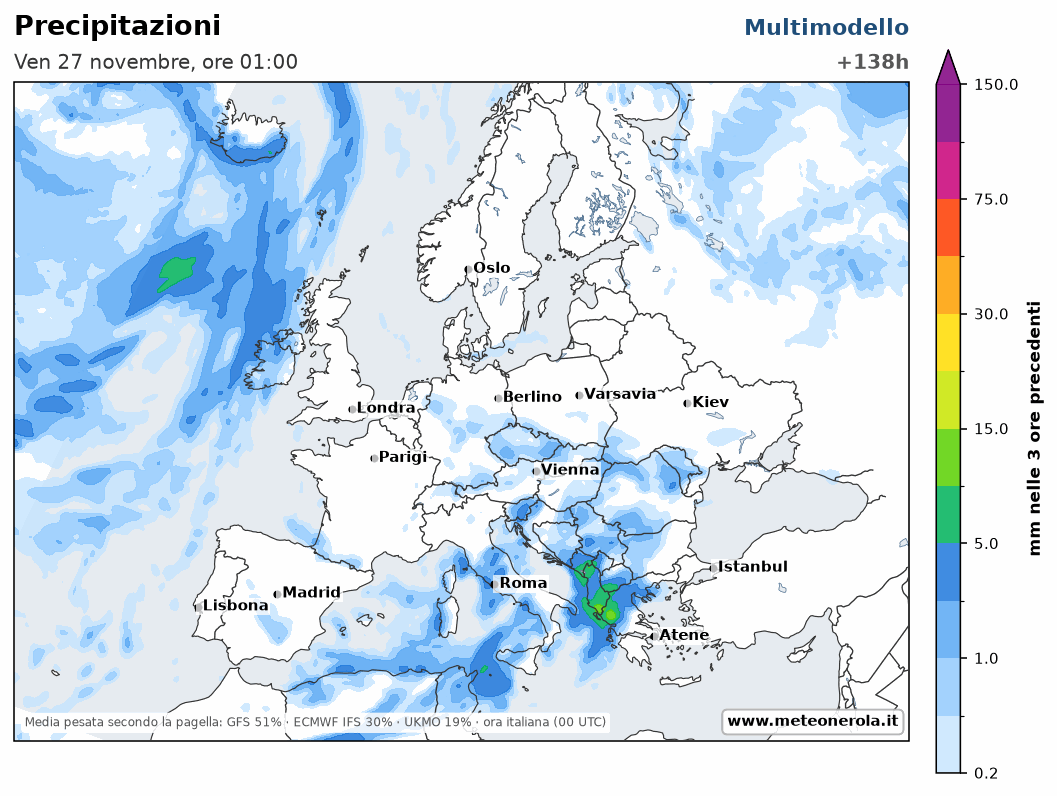 Precipitazioni
Multimodello
Ven 27 novembre, ore 01:00
+138h
150.0
75.0
30.0
15.0
5.0
1.0
0.2
mm nelle 3 ore precedenti
Oslo
Berlino
Varsavia
Kiev
Londra
Parigi
Vienna
Istanbul
Roma
Madrid
Lisbona
Atene
Media pesata secondo la pagella: GFS 51% · ECMWF IFS 30% · UKMO 19% · ora italiana (00 UTC)
www.meteonerola.it